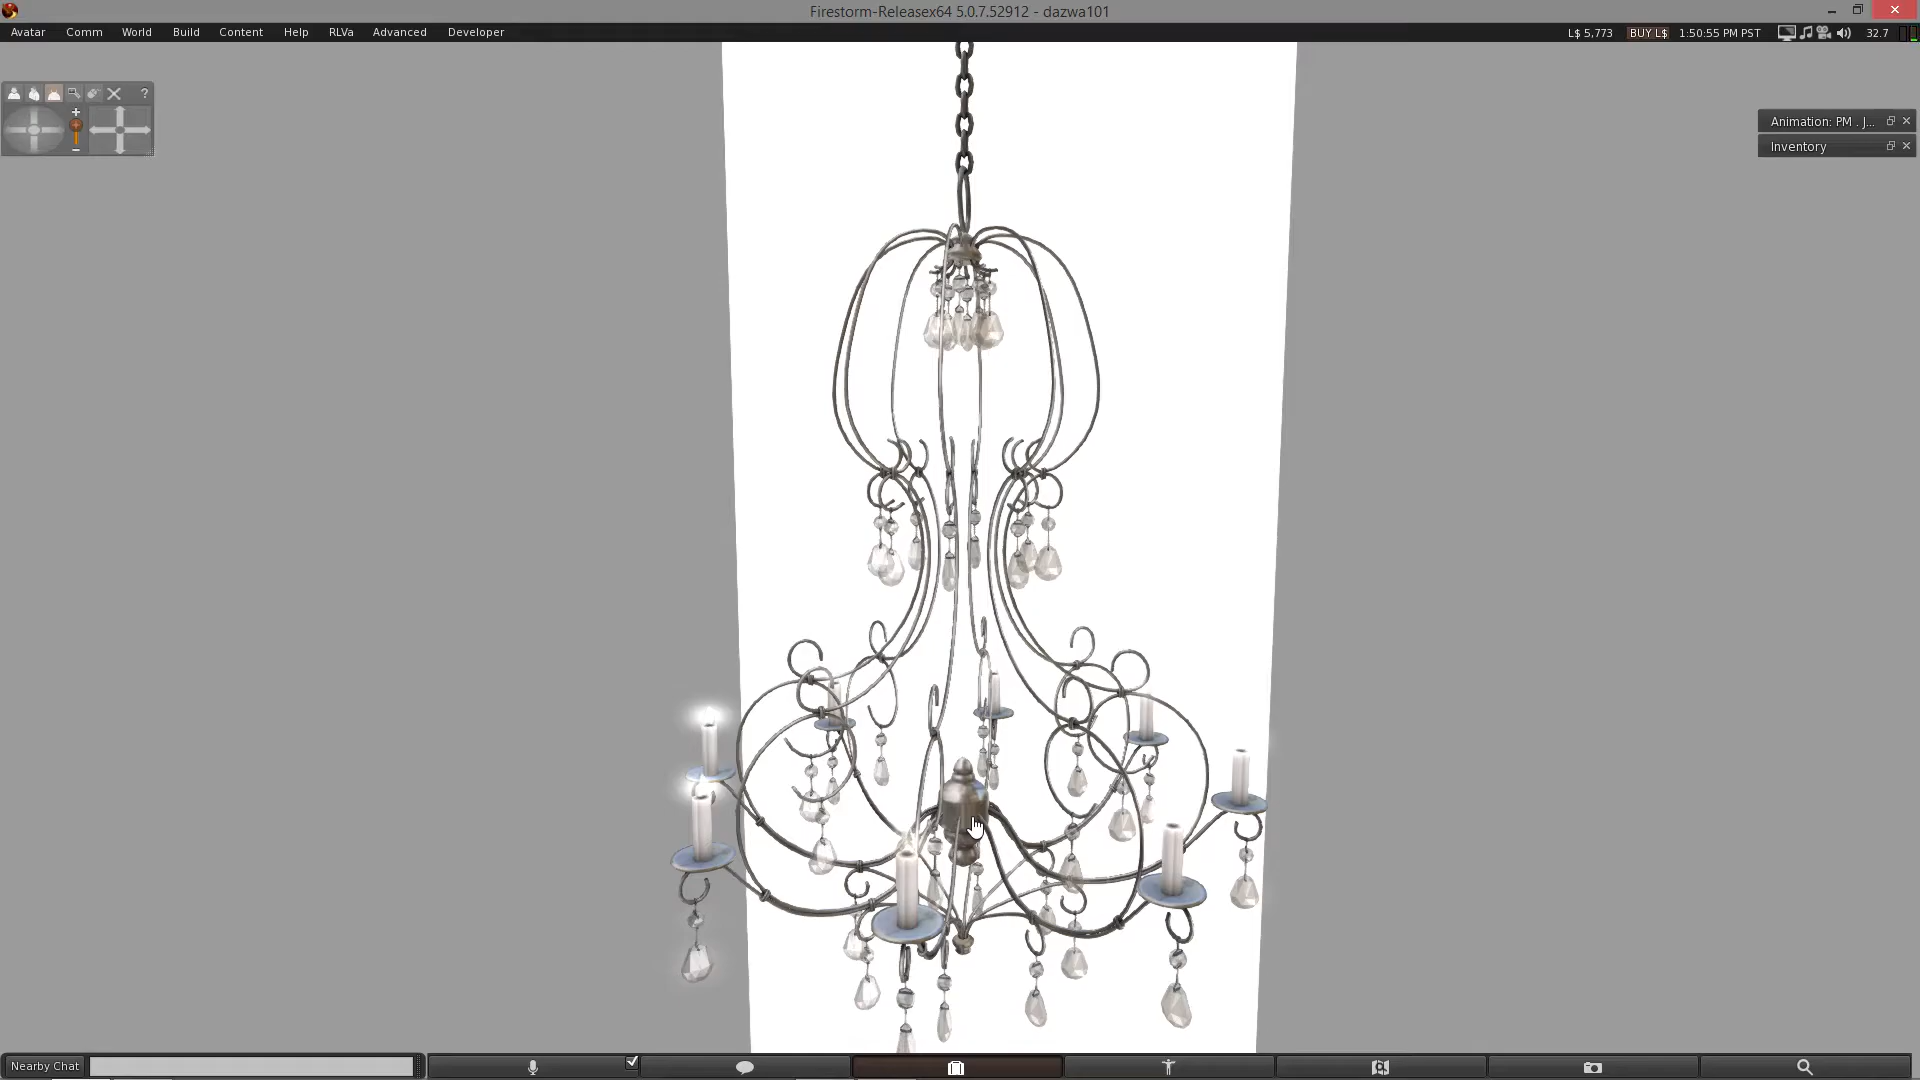 Firestorm-Releasex64 5.0.7.52912 - dazwa101
Avatar Comm World Build Content Help RLVa Advanced Developer L$ 5,773 BUY L$ 1:50:55 PM PST 32.7
?
Animation: PM . J...
Inventory
Nearby Chat